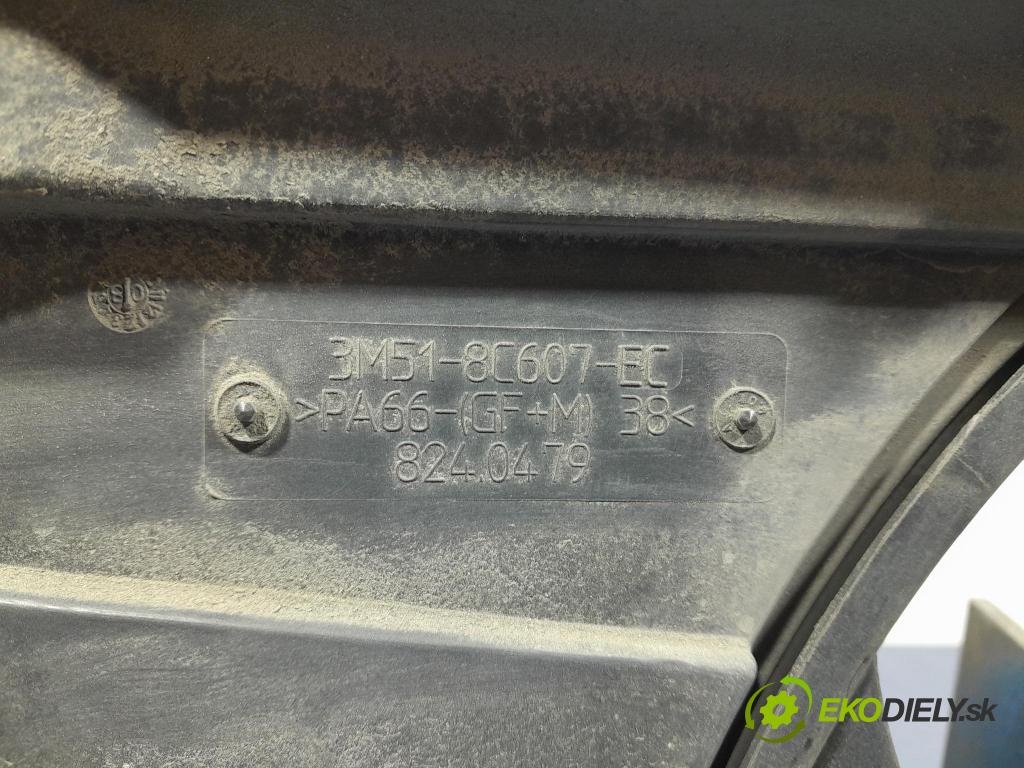 3M51-8C607-EC
>PA66-(GF+M) 38<
824.0479
EKODIELY.sk